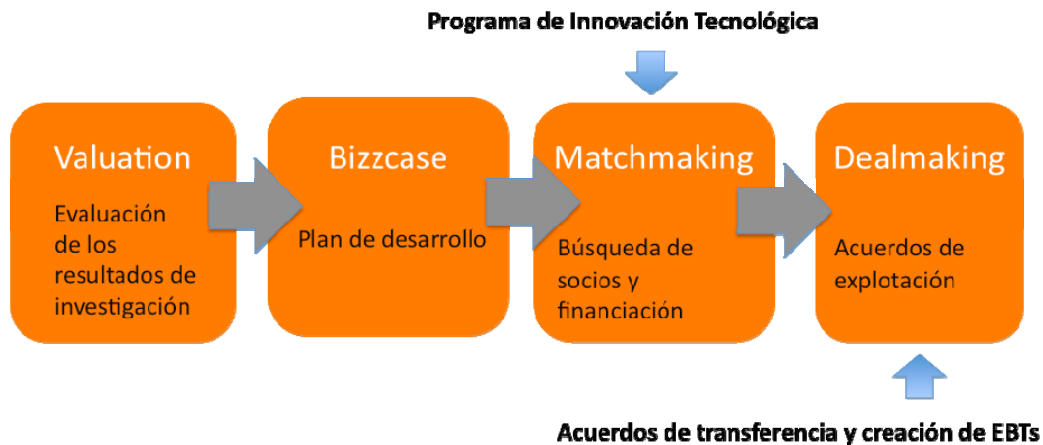 Programa de Innovación Tecnológica
Valuation
Evaluación
de los
resultados de
investigación
Bizzcase
Plan de desarrollo
Matchmaking
Búsqueda de
socios y
financiación
Dealmaking
Acuerdos de
explotación
Acuerdos de transferencia y creación de EBTs